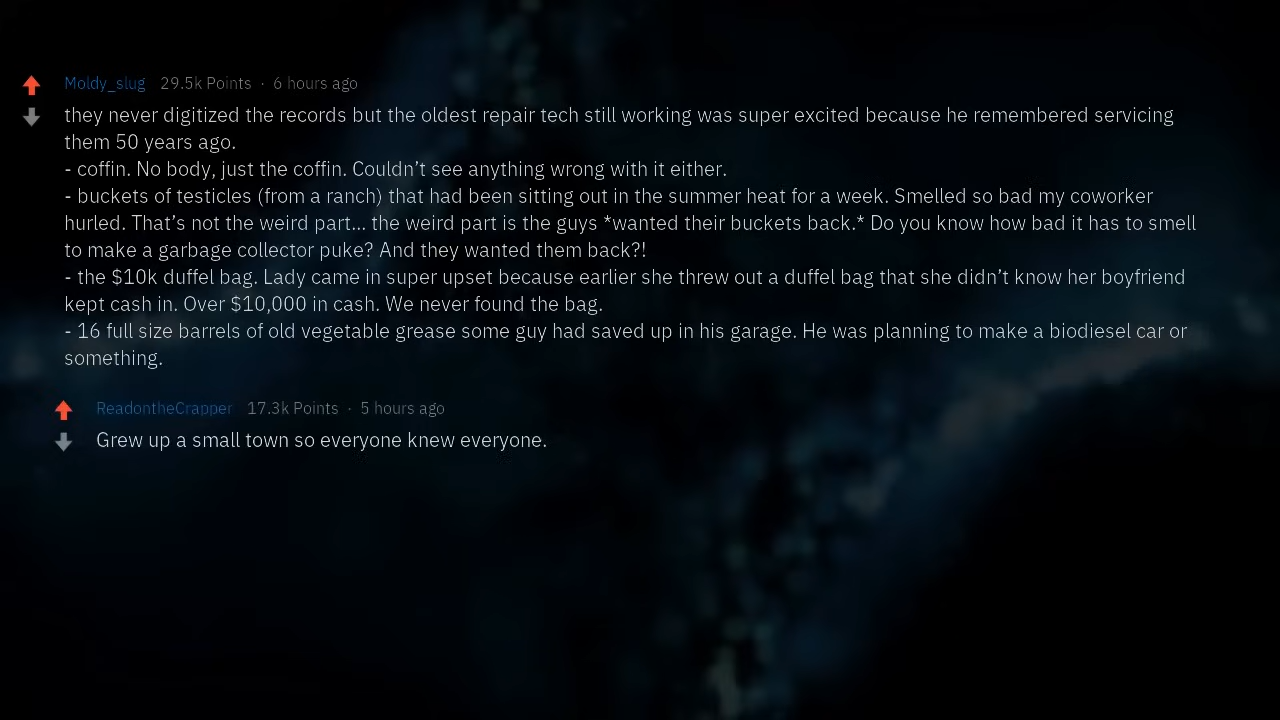 Moldy_slug 29.5k Points · 6 hours ago
they never digitized the records but the oldest repair tech still working was super excited because he remembered servicing
them 50 years ago.
- coffin. No body, just the coffin. Couldn’t see anything wrong with it either.
- buckets of testicles (from a ranch) that had been sitting out in the summer heat for a week. Smelled so bad my coworker
hurled. That’s not the weird part... the weird part is the guys *wanted their buckets back.* Do you know how bad it has to smell
to make a garbage collector puke? And they wanted them back?!
- the $10k duffel bag. Lady came in super upset because earlier she threw out a duffel bag that she didn’t know her boyfriend
kept cash in. Over $10,000 in cash. We never found the bag.
- 16 full size barrels of old vegetable grease some guy had saved up in his garage. He was planning to make a biodiesel car or
something.
ReadontheCrapper 17.3k Points · 5 hours ago
Grew up a small town so everyone knew everyone.